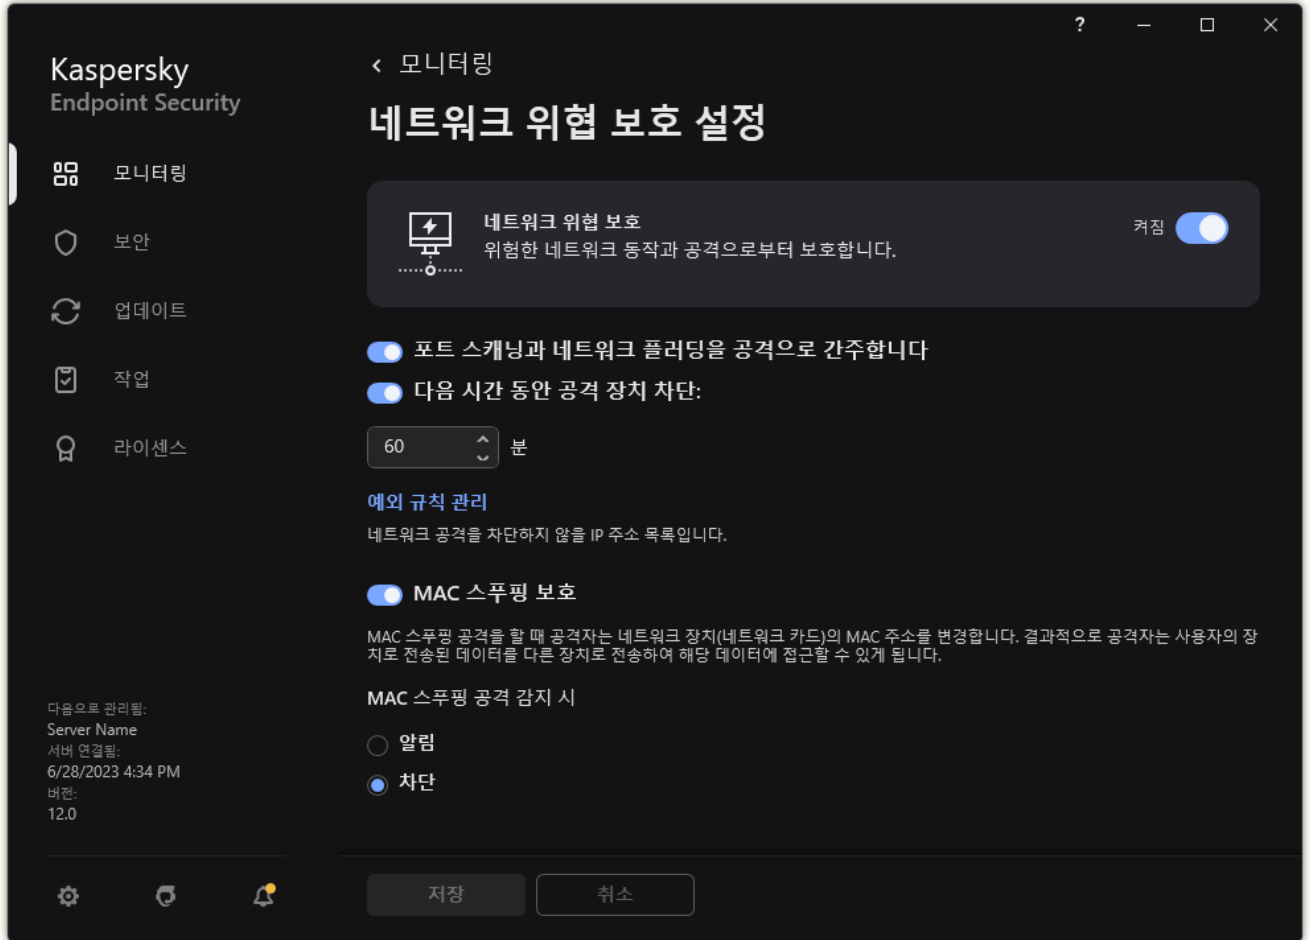 ?
Kaspersky
Endpoint Security
모니터링
보안
업데이트
작업
라이센스
다음으로 관리됨:
Server Name
서버 연결됨:
6/28/2023 4:34 PM
버전:
12.0
모니터링
네트워크 위협 보호 설정
네트워크 위협 보호
위험한 네트워크 동작과 공격으로부터 보호합니다.
켜짐
포트 스캐닝과 네트워크 플러딩을 공격으로 간주합니다
다음 시간 동안 공격 장치 차단:
60 분
예외 규칙 관리
네트워크 공격을 차단하지 않을 IP 주소 목록입니다.
MAC 스푸핑 보호
MAC 스푸핑 공격을 할 때 공격자는 네트워크 장치(네트워크 카드)의 MAC 주소를 변경합니다. 결과적으로 공격자는 사용자의 장
치로 전송된 데이터를 다른 장치로 전송하여 해당 데이터에 접근할 수 있게 됩니다.
MAC 스푸핑 공격 감지 시
알림
차단
저장
취소